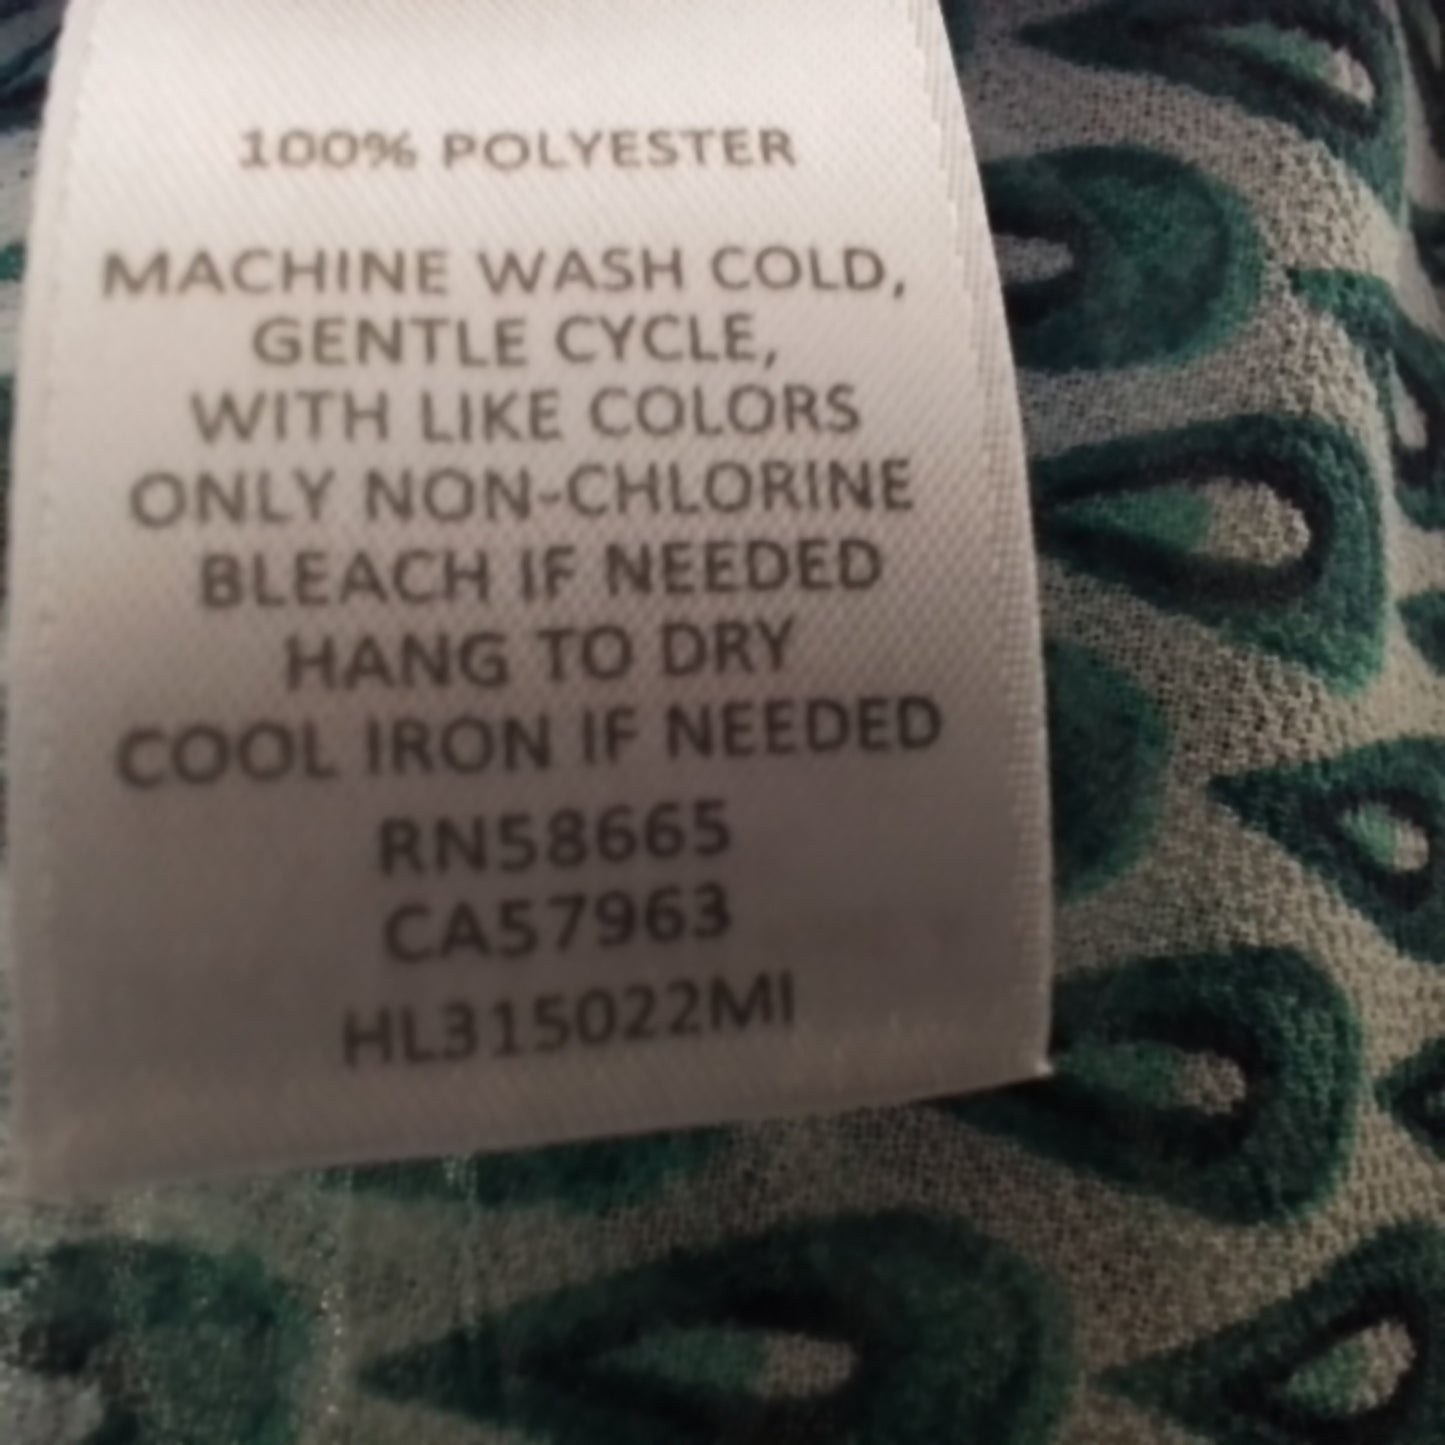 100% POLYESTER
MACHINE WASH COLD,
GENTLE CYCLE,
WITH LIKE COLORS
ONLY NON-CHLORINE
BLEACH IF NEEDED
HANG TO DRY
COOL IRON IF NEEDED
RN58665
CA57963
HL315022MI